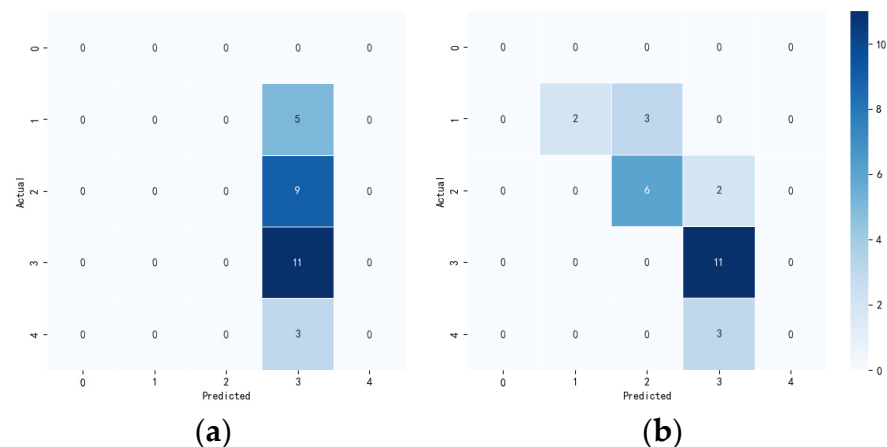 0 0 0 0 0 0
1 0 0 0 5 0
2 0 0 0 9 0
3 0 0 0 11 0
4 0 0 0 3 0
Actual
0 1 2 3 4
Predicted
(a)
0 0 0 0 0 0
1 0 2 3 0 0
2 0 0 6 2 0
3 0 0 0 11 0
4 0 0 0 3 0
Actual
0 1 2 3 4
Predicted
(b)
10
8
6
4
2
0